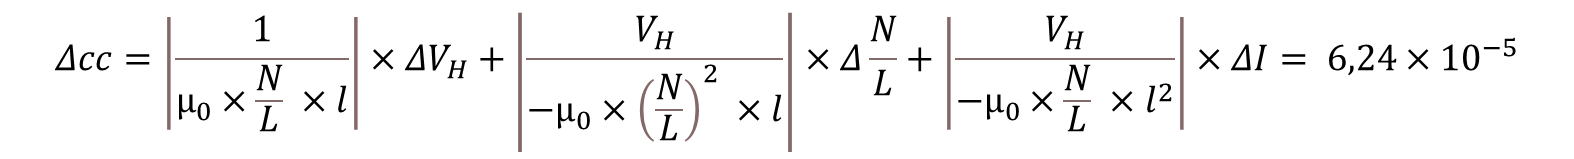 Δcc = |1 / (μ₀ × N/L × l)| × ΔV_H + |V_H / (−μ₀ × (N/L)² × l)| × Δ N/L + |V_H / (−μ₀ × N/L × l²)| × ΔI = 6,24 × 10⁻⁵